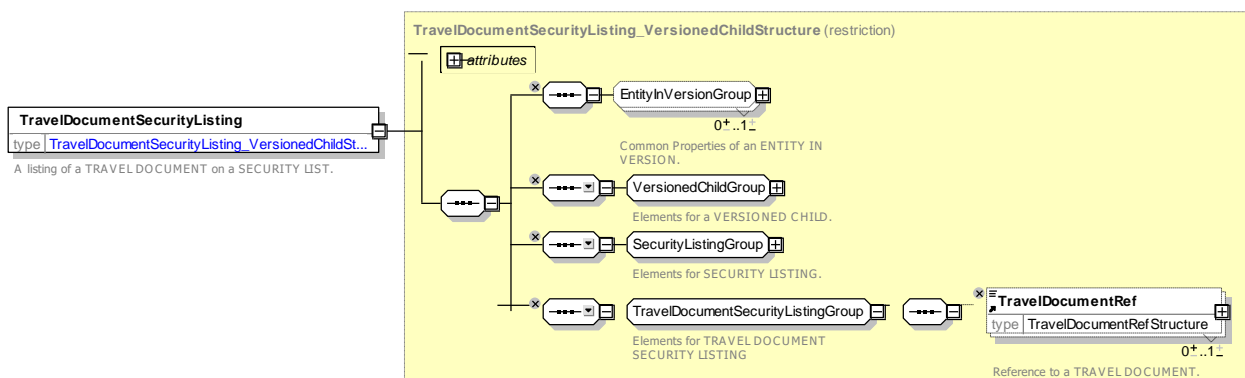 TravelDocumentSecurityListing_VersionedChildStructure (restriction)
attributes
EntityInVersionGroup
0..1
Common Properties of an ENTITY IN
VERSION.
TravelDocumentSecurityListing
type TravelDocumentSecurityListing_VersionedChildSt...
A listing of a TRAVEL DOCUMENT on a SECURITY LIST.
VersionedChildGroup
Elements for a VERSIONED CHILD.
SecurityListingGroup
Elements for SECURITY LISTING.
TravelDocumentSecurityListingGroup
Elements for TRAVEL DOCUMENT
SECURITY LISTING
TravelDocumentRef
type TravelDocumentRefStructure
0..1
Reference to a TRAVEL DOCUMENT.